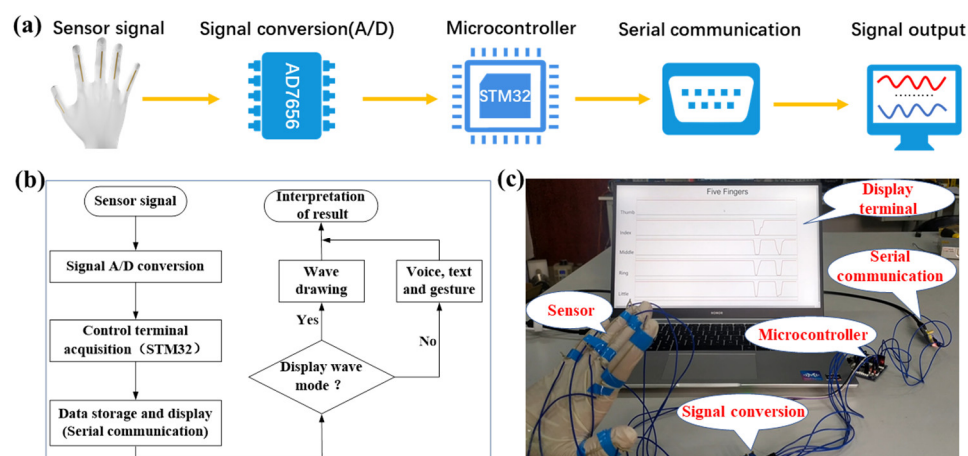 (a)
Sensor signal
Signal conversion(A/D)
Microcontroller
Serial communication
Signal output
AD7656
STM32
(b)
Sensor signal
Signal A/D conversion
Control terminal
acquisition（STM32）
Data storage and display
(Serial communication)
Interpretation
of result
Wave
drawing
Voice, text
and gesture
Yes
No
Display wave
mode ？
(c)
Five Fingers
Thumb
Index
Middle
Ring
Little
HONOR
Display
terminal
Serial
communication
Sensor
Microcontroller
Signal conversion